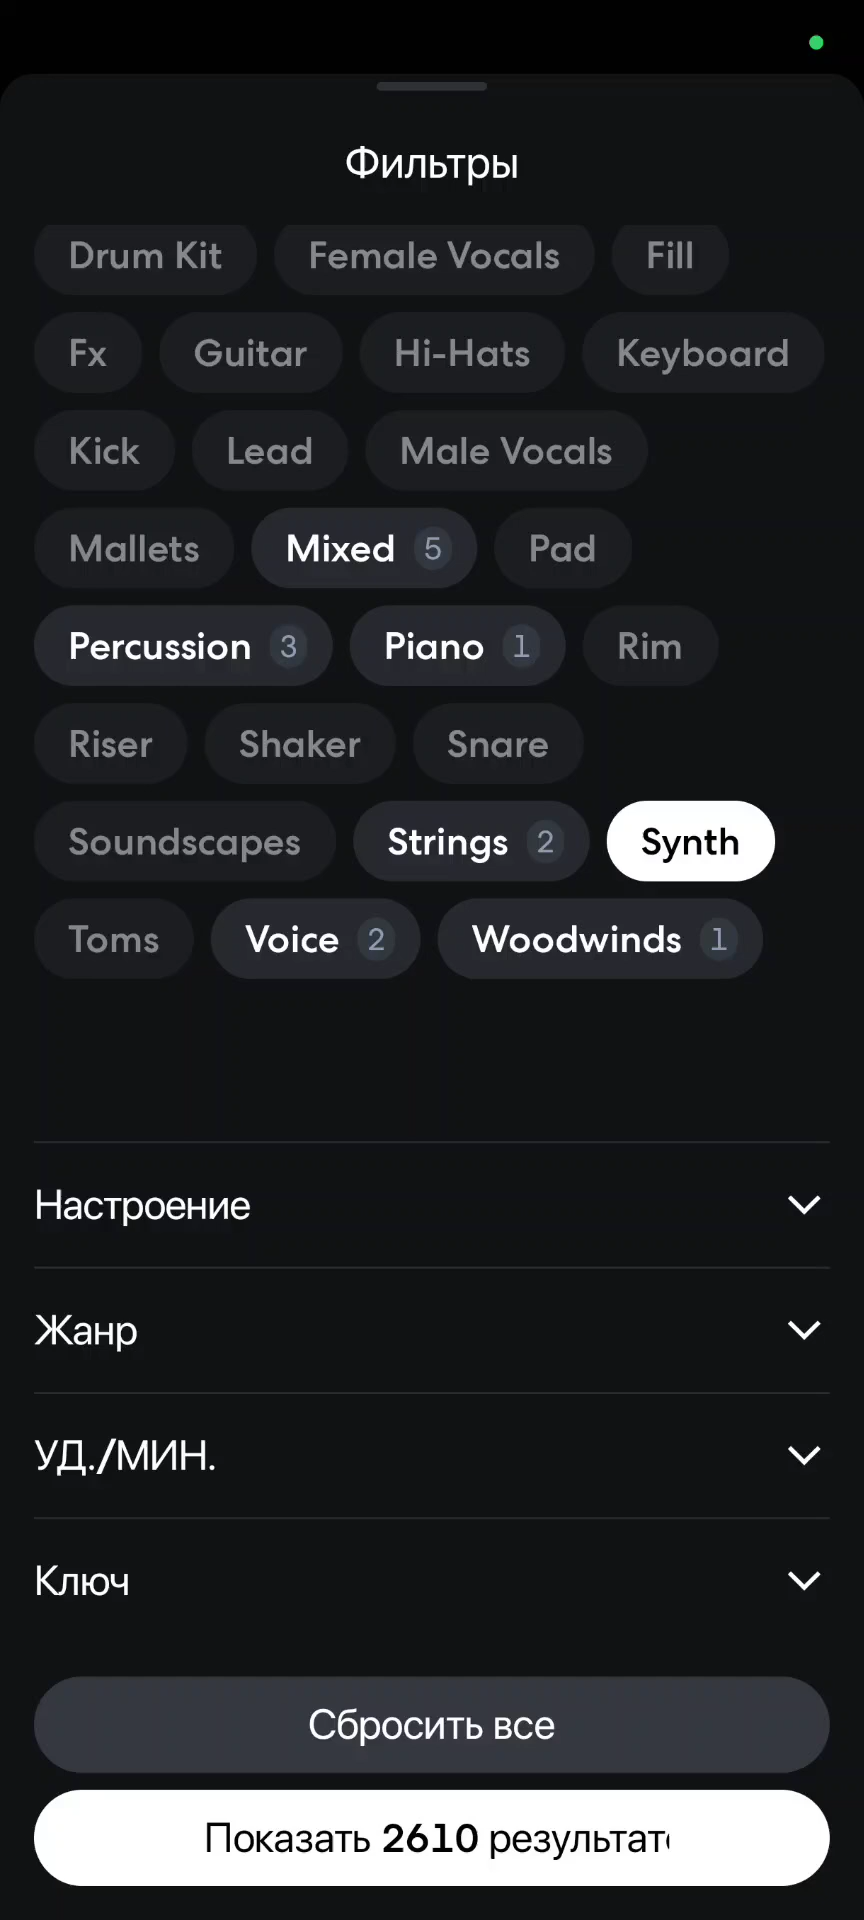 Фильтры
Drum Kit Female Vocals Fill
Fx Guitar Hi-Hats Keyboard
Kick Lead Male Vocals
Mallets Mixed 5 Pad
Percussion 3 Piano 1 Rim
Riser Shaker Snare
Soundscapes Strings 2 Synth
Toms Voice 2 Woodwinds 1
Настроение
Жанр
УД./МИН.
Ключ
Сбросить все
Показать 2610 результат